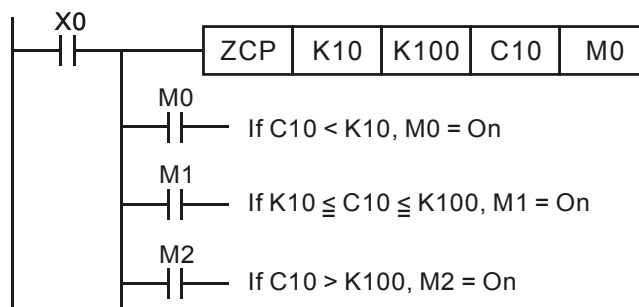 X0
ZCP K10 K100 C10 M0
M0
If C10 < K10, M0 = On
M1
If K10 ≦ C10 ≦ K100, M1 = On
M2
If C10 > K100, M2 = On